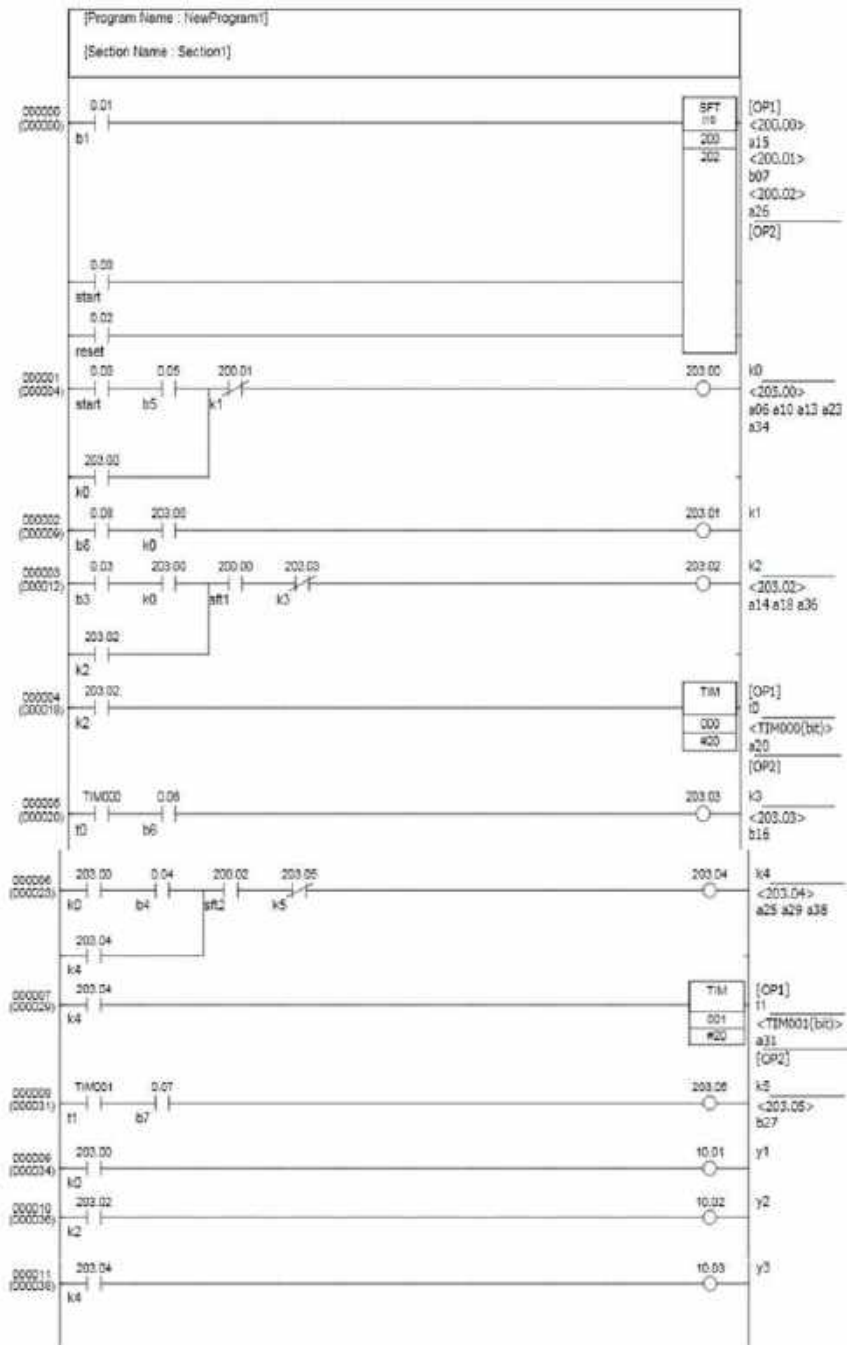 [Program Name : NewProgram1]
[Section Name : Section1]
000000
(000000)
0.01
b1
SFT
200
202
[OP1]
<200.00>
a15
<200.01>
b07
<200.02>
a26
[OP2]
0.00
start
0.02
reset
000001
(000004)
0.00
start
0.05
b5
200.01
k1
203.00
k0
<203.00>
a06 a10 a13 a23
a34
203.00
k0
000002
(000009)
203.00
k0
203.01
k1
000003
(000012)
0.03
b3
203.00
k0
200.00
sft1
203.03
k3
203.02
k2
<203.02>
a14 a18 a36
203.02
k2
000004
(000018)
203.02
k2
TIM
000
#20
[OP1]
t0
<TIM000(bit)>
a20
[OP2]
000005
(000020)
TIM000
t0
0.06
b6
203.03
k3
<203.03>
b16
000006
(000023)
203.00
k0
0.04
b4
200.02
sft2
203.05
k5
203.04
k4
<203.04>
a25 a29 a38
203.04
k4
000007
(000029)
203.04
k4
TIM
001
#20
[OP1]
t1
<TIM001(bit)>
a31
[OP2]
(000031)
TIM001
t1
0.07
b7
203.05
k5
<203.05>
b27
000009
(000034)
203.00
k0
10.01
y1
000010
(000036)
203.02
k2
10.02
y2
000011
(000038)
203.04
k4
10.03
y3